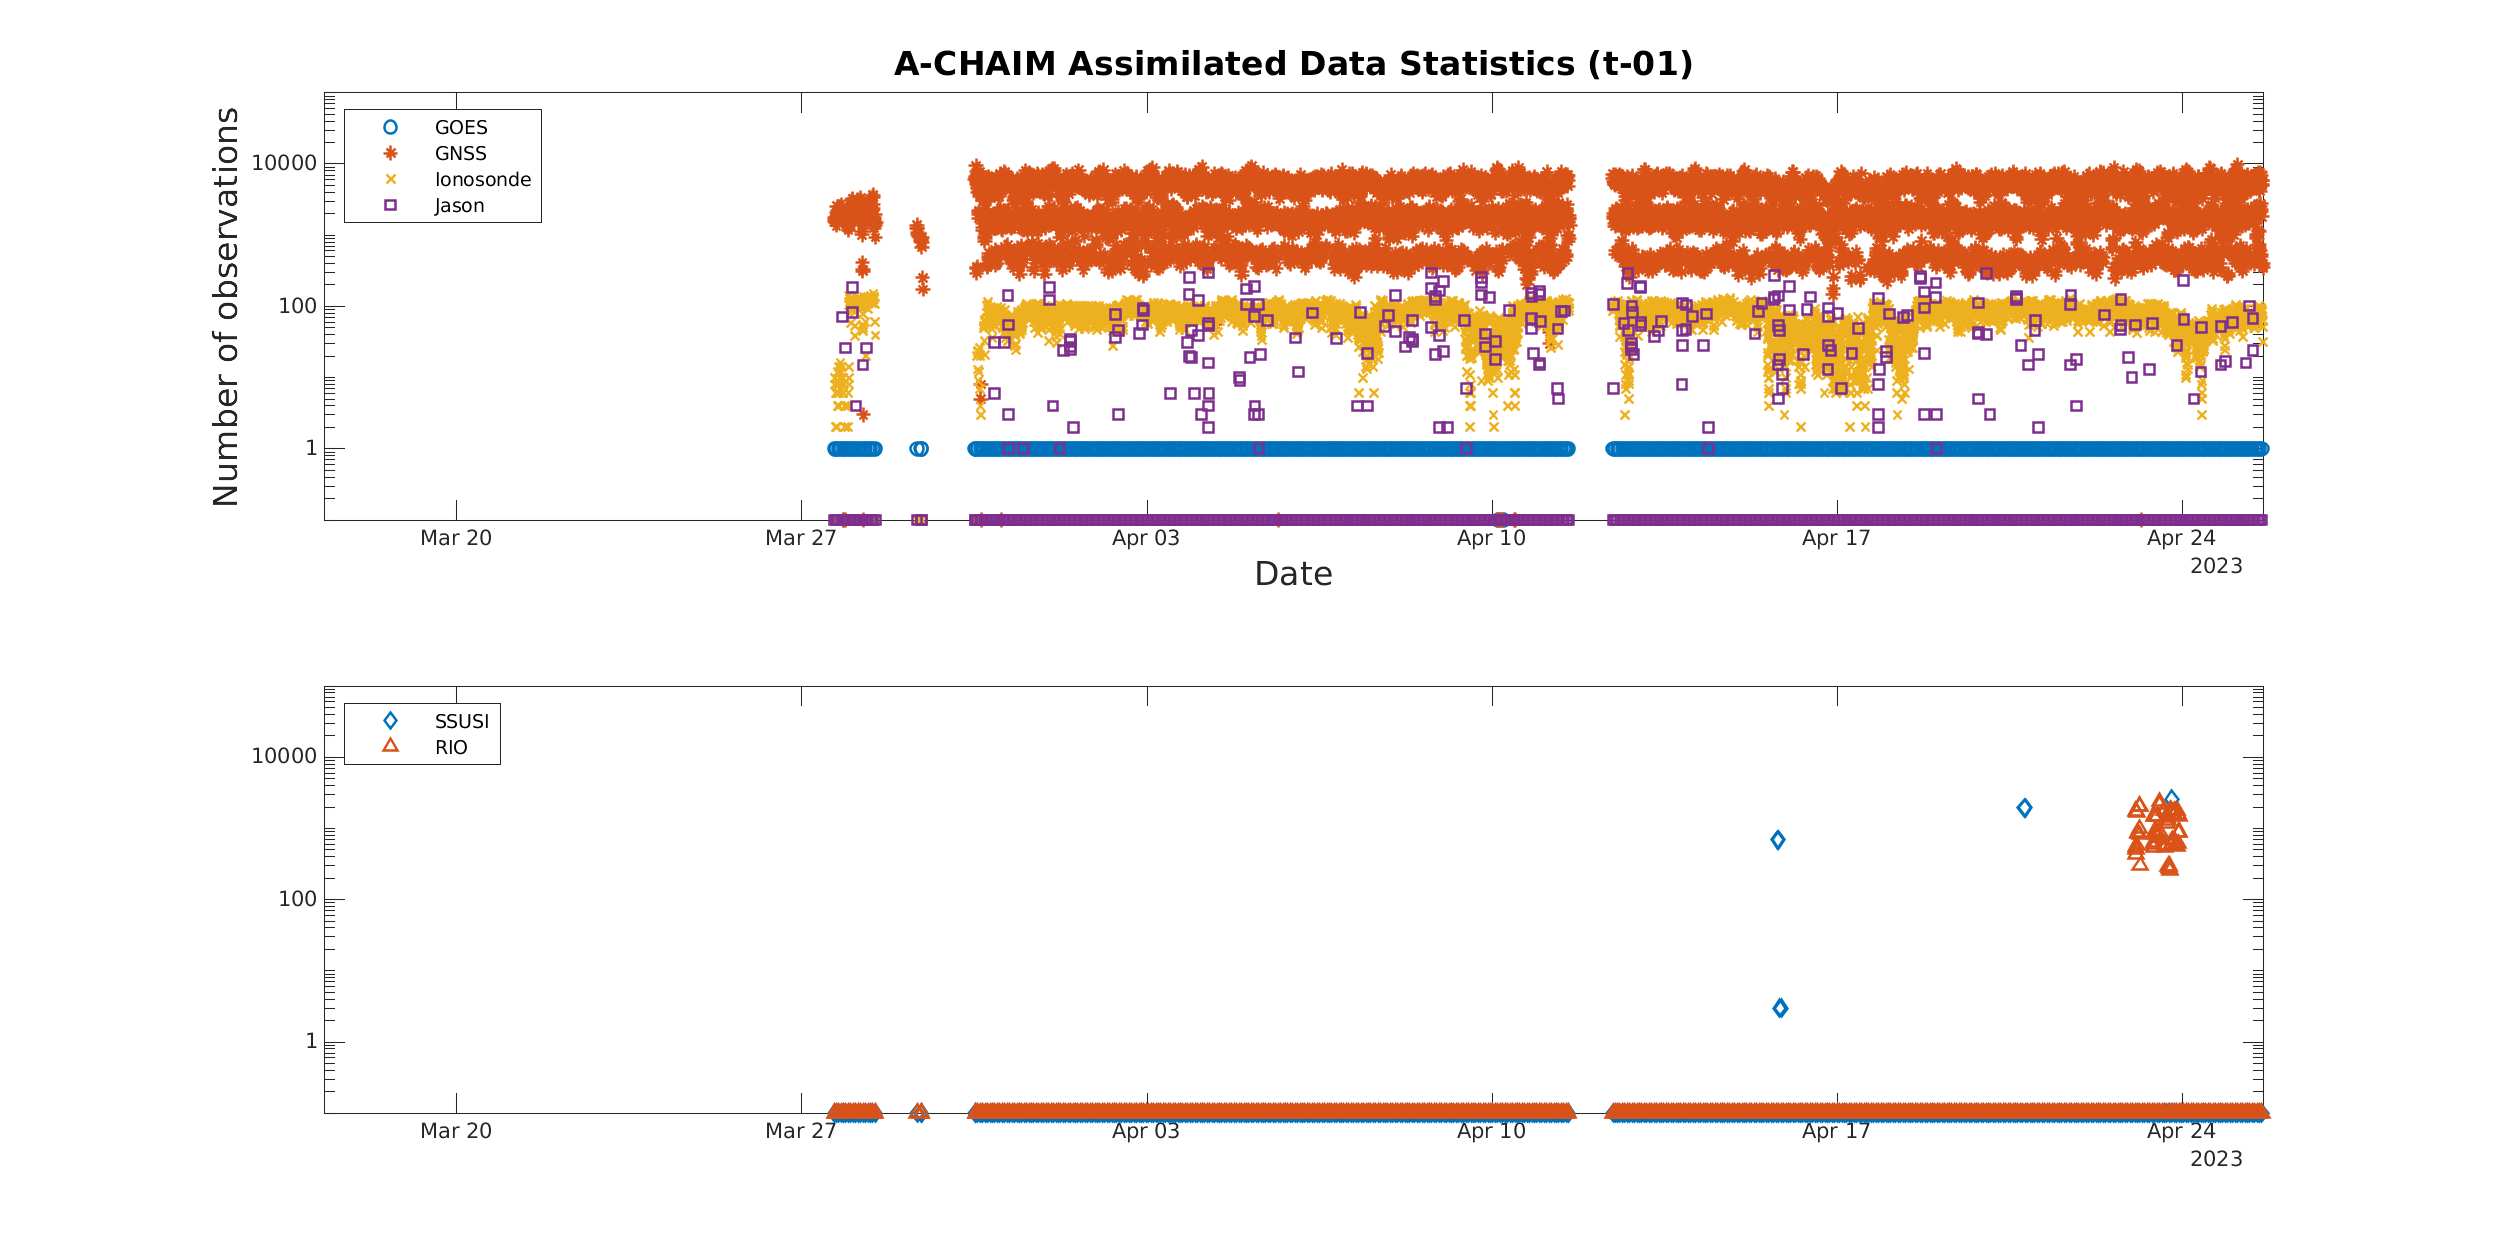 A-CHAIM Assimilated Data Statistics (t-01)
GOES
GNSS
Ionosonde
Jason
Number of observations
10000
100
1
Mar 20
Mar 27
Apr 03
Apr 10
Apr 17
Apr 24
2023
Date
SSUSI
RIO
10000
100
1
Mar 20
Mar 27
Apr 03
Apr 10
Apr 17
Apr 24
2023